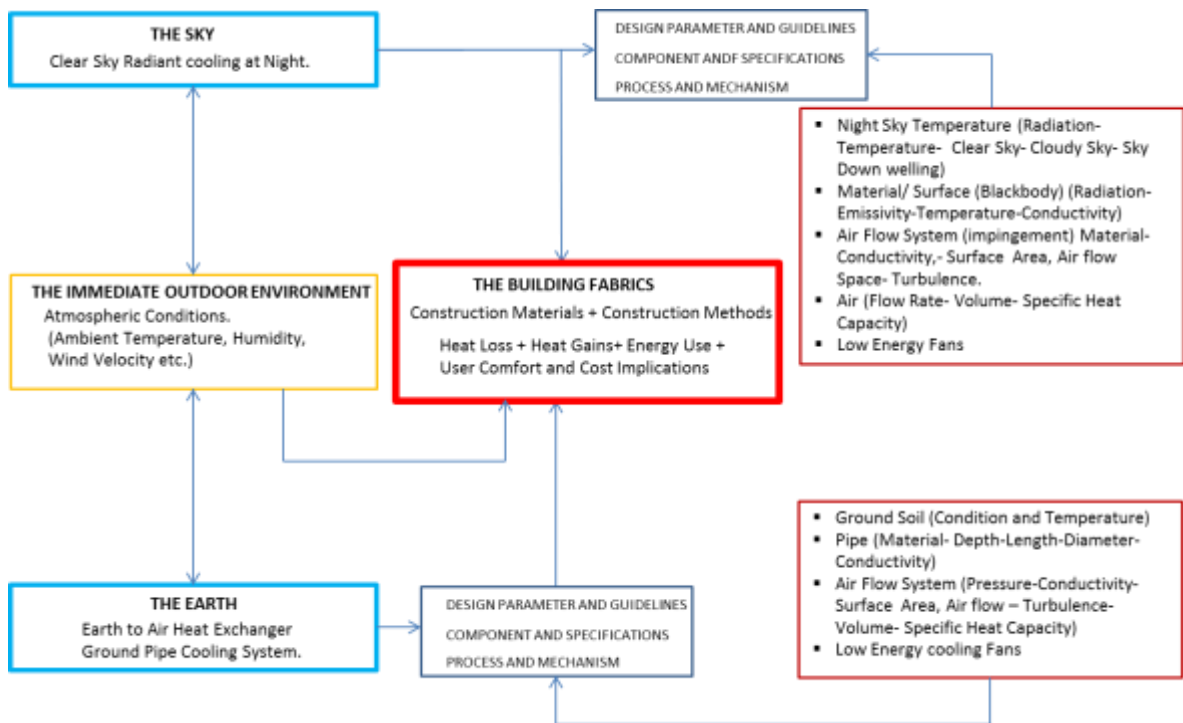 THE SKY
Clear Sky Radiant cooling at Night.
DESIGN PARAMETER AND GUIDELINES
COMPONENT ANDF SPECIFICATIONS
PROCESS AND MECHANISM
▪ Night Sky Temperature (Radiation-
Temperature- Clear Sky- Cloudy Sky- Sky
Down welling)
▪ Material/ Surface (Blackbody) (Radiation-
Emissivity-Temperature-Conductivity)
▪ Air Flow System (impingement) Material-
Conductivity,- Surface Area, Air flow
Space- Turbulence.
▪ Air (Flow Rate- Volume- Specific Heat
Capacity)
▪ Low Energy Fans
THE IMMEDIATE OUTDOOR ENVIRONMENT
Atmospheric Conditions.
(Ambient Temperature, Humidity,
Wind Velocity etc.)
THE BUILDING FABRICS
Construction Materials + Construction Methods
Heat Loss + Heat Gains+ Energy Use +
User Comfort and Cost Implications
THE EARTH
Earth to Air Heat Exchanger
Ground Pipe Cooling System.
DESIGN PARAMETER AND GUIDELINES
COMPONENT AND SPECIFICATIONS
PROCESS AND MECHANISM
▪ Ground Soil (Condition and Temperature)
▪ Pipe (Material- Depth-Length-Diameter-
Conductivity)
▪ Air Flow System (Pressure-Conductivity-
Surface Area, Air flow – Turbulence-
Volume- Specific Heat Capacity)
▪ Low Energy cooling Fans